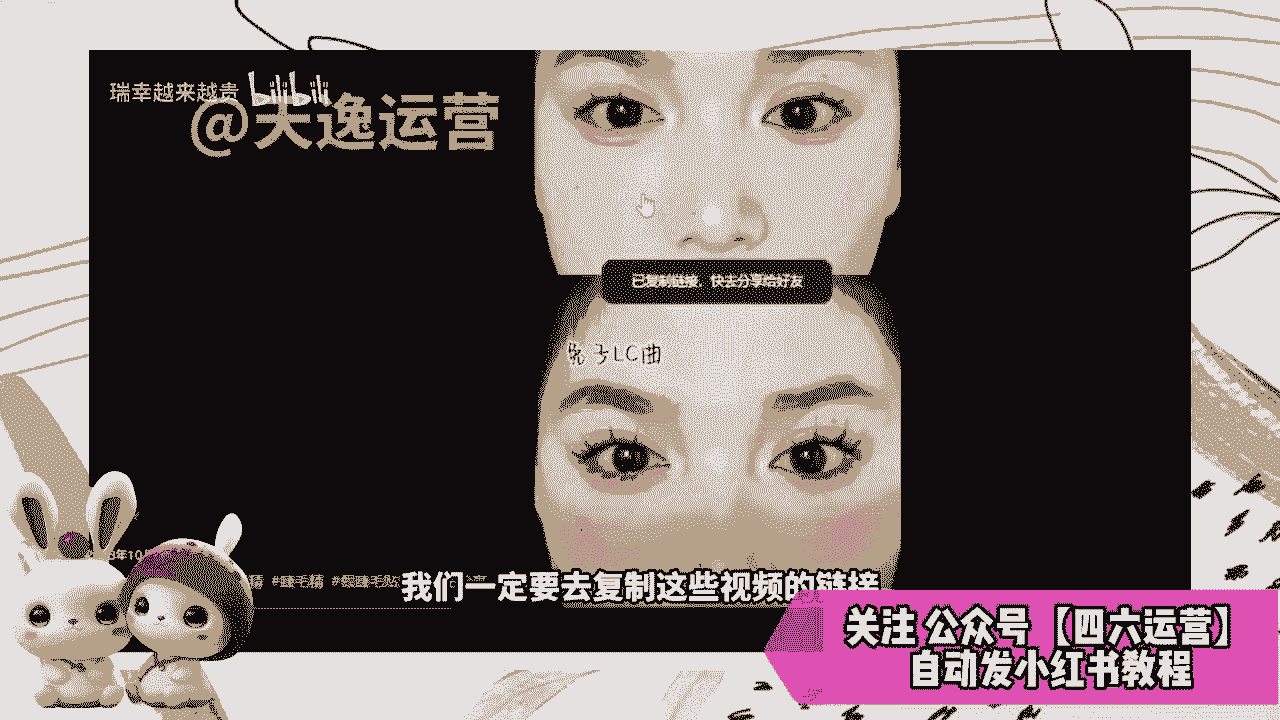 瑞幸越来越贵 bilibili
@天逸运营
已复制链接，快去分享给好友
我们一定要去复制这些视频的链接
关注 公众号 【四六运营】
自动发小红书教程